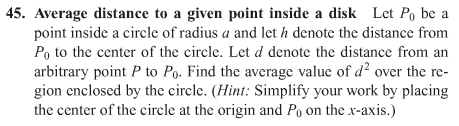 45. Average distance to a given point inside a disk Let P₀ be a
point inside a circle of radius a and let h denote the distance from
P₀ to the center of the circle. Let d denote the distance from an
arbitrary point P to P₀. Find the average value of d² over the re-
gion enclosed by the circle. (Hint: Simplify your work by placing
the center of the circle at the origin and P₀ on the x-axis.)